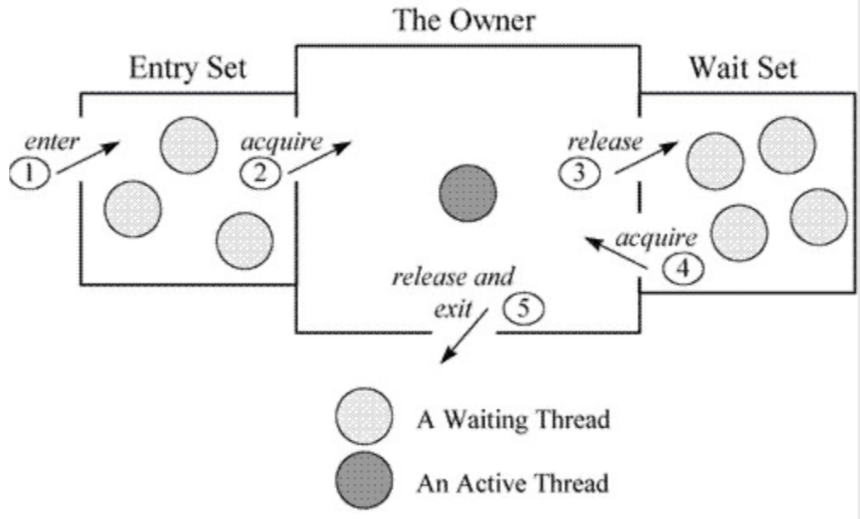 The Owner
Entry Set
Wait Set
enter
1
acquire
2
release
3
acquire
4
release and
exit 5
A Waiting Thread
An Active Thread